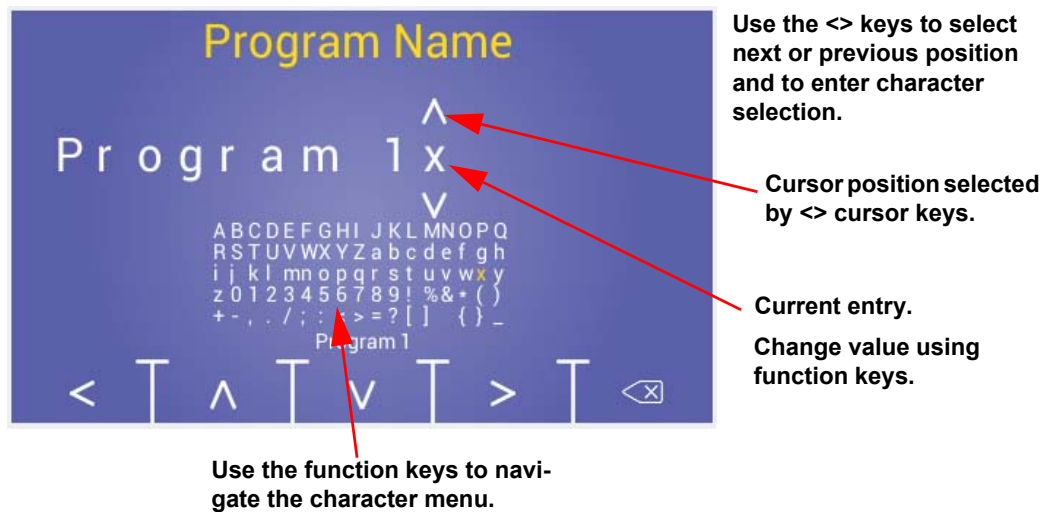 Program Name
Use the <> keys to select
next or previous position
and to enter character
selection.
Program 1x
Cursor position selected
by <> cursor keys.
ABCDEFGHIJKLMNOPQ
RSTUVWXYZabcdefgh
ijklmnopqrstuvwxy
z0123456789!%&*()
+-,./;:<>=?[] {}_
Program 1
Current entry.
Change value using
function keys.
< ∧ ∨ > ⌫
Use the function keys to navi-
gate the character menu.